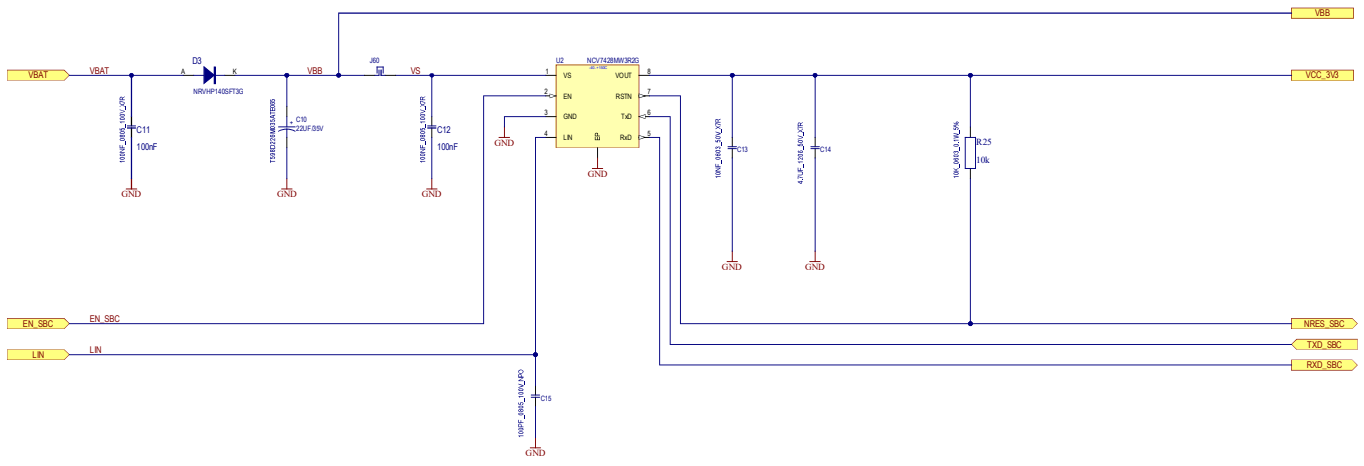 VBB
VBAT
VBAT
D3
A
K
NRVHP140SFT3G
VBB
J60
VS
U2
NCV7428MW3R2G
1
VS
VOUT
8
VCC_3V3
2
EN
RSTN
7
3
GND
TxD
6
4
LIN
RxD
5
EP
GND
GND
100NF_0805_100V_X7R
C11
100nF
GND
T598D226M035ATE065
C10
22UF/35V
+
GND
100NF_0805_100V_X7R
C12
100nF
GND
10NF_0603_50V_X7R
C13
GND
4.7UF_1206_50V_X7R
C14
GND
10K_0603_0.1W_5%
R25
10k
EN_SBC
EN_SBC
NRES_SBC
LIN
LIN
TXD_SBC
RXD_SBC
100PF_0805_100V_NPO
C15
GND